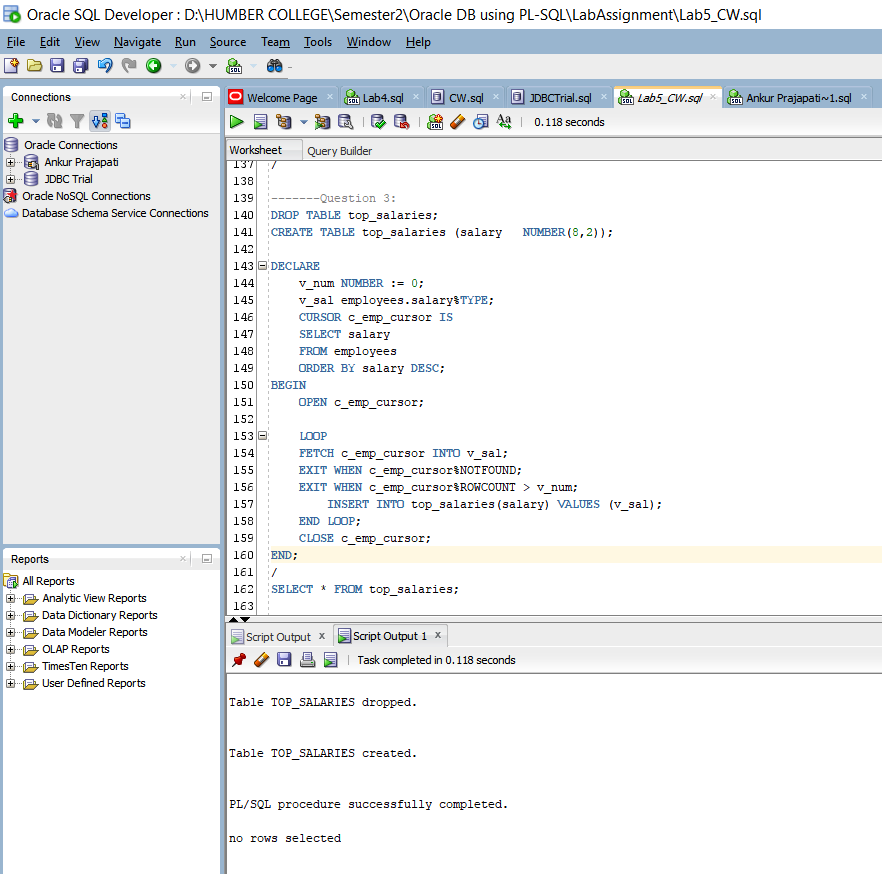 Oracle SQL Developer : D:\HUMBER COLLEGE\Semester2\Oracle DB using PL-SQL\LabAssignment\Lab5_CW.sql
File Edit View Navigate Run Source Team Tools Window Help
Connections
Oracle Connections
Ankur Prajapati
JDBC Trial
Oracle NoSQL Connections
Database Schema Service Connections
Reports
All Reports
Analytic View Reports
Data Dictionary Reports
Data Modeler Reports
OLAP Reports
TimesTen Reports
User Defined Reports
Welcome Page Lab4.sql CW.sql JDBCTrial.sql Lab5_CW.sql Ankur Prajapati~1.sql
0.118 seconds
Worksheet Query Builder
137 /
138
139 -------Question 3:
140 DROP TABLE top_salaries;
141 CREATE TABLE top_salaries (salary   NUMBER(8,2));
142
143 DECLARE
144     v_num NUMBER := 0;
145     v_sal employees.salary%TYPE;
146     CURSOR c_emp_cursor IS
147     SELECT salary
148     FROM employees
149     ORDER BY salary DESC;
150 BEGIN
151     OPEN c_emp_cursor;
152
153     LOOP
154     FETCH c_emp_cursor INTO v_sal;
155     EXIT WHEN c_emp_cursor%NOTFOUND;
156     EXIT WHEN c_emp_cursor%ROWCOUNT > v_num;
157         INSERT INTO top_salaries(salary) VALUES (v_sal);
158     END LOOP;
159     CLOSE c_emp_cursor;
160 END;
161 /
162 SELECT * FROM top_salaries;
163
Script Output x Script Output 1 x
Task completed in 0.118 seconds
Table TOP_SALARIES dropped.
Table TOP_SALARIES created.
PL/SQL procedure successfully completed.
no rows selected